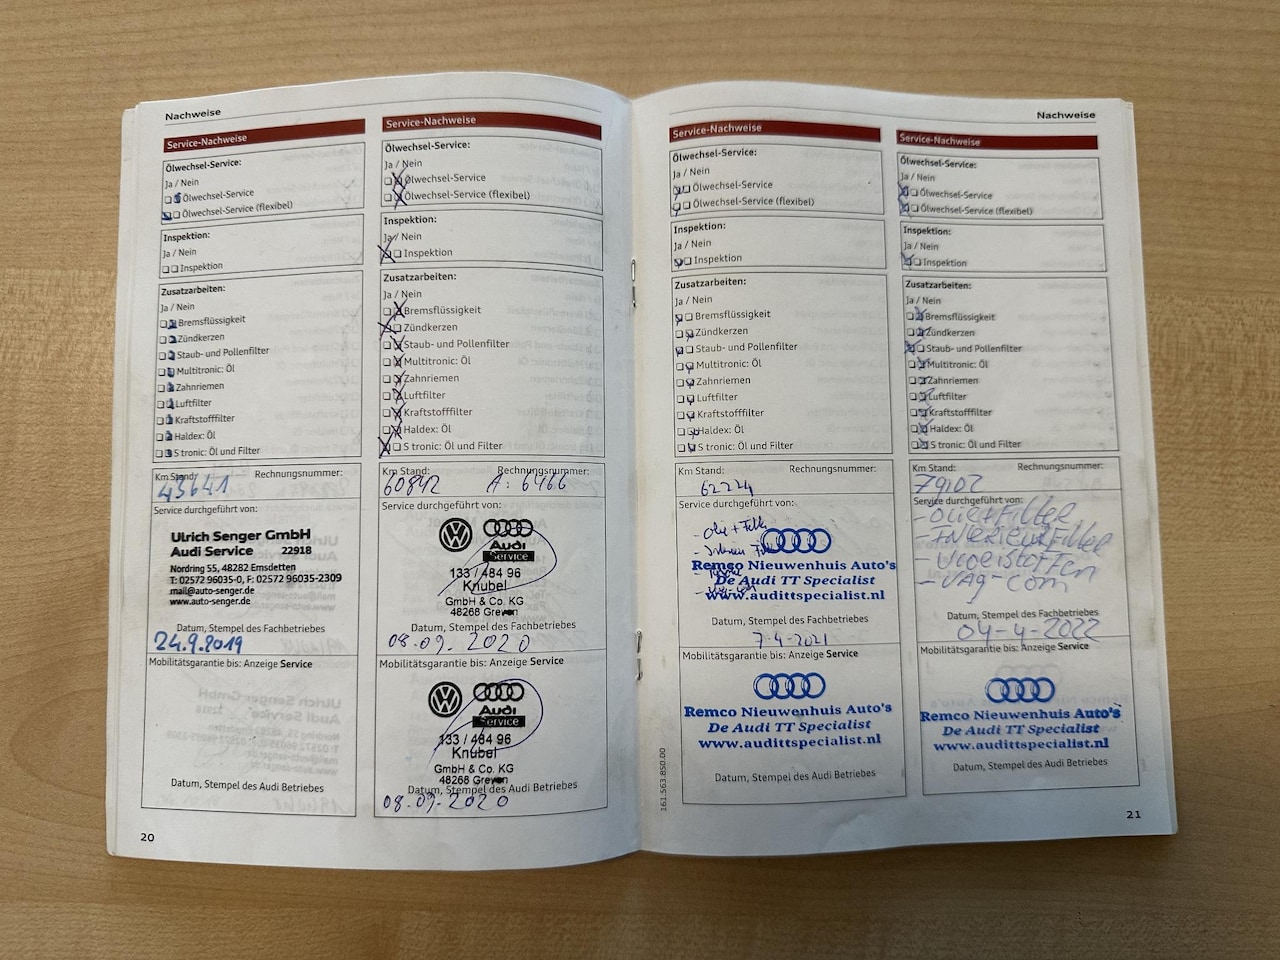 Nachweise
Service-Nachweise
Ölwechsel-Service:
Ja / Nein
Ölwechsel-Service
Ölwechsel-Service (flexibel)
Inspektion:
Ja / Nein
Inspektion
Zusatzarbeiten:
Ja / Nein
Bremsflüssigkeit
Zündkerzen
Staub- und Pollenfilter
Multitronic: Öl
Zahnriemen
Luftfilter
Kraftstofffilter
Haldex: Öl
S tronic: Öl und Filter
Km Stand: Rechnungsnummer:
43641
Service durchgeführt von:
Ulrich Senger GmbH
Audi Service 22918
Nordring 55, 48282 Emsdetten
T: 02572 96035-0, F: 02572 96035-2309
mail@auto-senger.de
www.auto-senger.de
Datum, Stempel des Fachbetriebes
24.9.2019
Mobilitätsgarantie bis: Anzeige Service
Datum, Stempel des Audi Betriebes
20
Service-Nachweise
Ölwechsel-Service:
Ja / Nein
Ölwechsel-Service
Ölwechsel-Service (flexibel)
Inspektion:
Ja / Nein
Inspektion
Zusatzarbeiten:
Ja / Nein
Bremsflüssigkeit
Zündkerzen
Staub- und Pollenfilter
Multitronic: Öl
Zahnriemen
Luftfilter
Kraftstofffilter
Haldex: Öl
S tronic: Öl und Filter
Km Stand: Rechnungsnummer:
60842 A: 6466
Service durchgeführt von:
Audi
Service
133 / 484 96
Knubel
GmbH & Co. KG
48268 Greven
Datum, Stempel des Fachbetriebes
08.09.2020
Mobilitätsgarantie bis: Anzeige Service
Audi
Service
133 / 484 96
Knubel
GmbH & Co. KG
48268 Greven
Datum, Stempel des Audi Betriebes
08.09.2020
Service-Nachweise
Ölwechsel-Service:
Ja / Nein
Ölwechsel-Service
Ölwechsel-Service (flexibel)
Inspektion:
Ja / Nein
Inspektion
Zusatzarbeiten:
Ja / Nein
Bremsflüssigkeit
Zündkerzen
Staub- und Pollenfilter
Multitronic: Öl
Zahnriemen
Luftfilter
Kraftstofffilter
Haldex: Öl
S tronic: Öl und Filter
Km Stand: Rechnungsnummer:
62224
Service durchgeführt von:
- Olie + Filter
Remco Nieuwenhuis Auto's
De Audi TT Specialist
www.audittspecialist.nl
Datum, Stempel des Fachbetriebes
7-4-2021
Mobilitätsgarantie bis: Anzeige Service
Remco Nieuwenhuis Auto's
De Audi TT Specialist
www.audittspecialist.nl
Datum, Stempel des Audi Betriebes
161.563.850.00
Nachweise
Service-Nachweise
Ölwechsel-Service:
Ja / Nein
Ölwechsel-Service
Ölwechsel-Service (flexibel)
Inspektion:
Ja / Nein
Inspektion
Zusatzarbeiten:
Ja / Nein
Bremsflüssigkeit
Zündkerzen
Staub- und Pollenfilter
Multitronic: Öl
Zahnriemen
Luftfilter
Kraftstofffilter
Haldex: Öl
S tronic: Öl und Filter
Km Stand: Rechnungsnummer:
79102
Service durchgeführt von:
- Olie + Filter
- Interieurfilter
- Vloeistoffen
- VAG-com
Datum, Stempel des Fachbetriebes
04-4-2022
Mobilitätsgarantie bis: Anzeige Service
Remco Nieuwenhuis Auto's
De Audi TT Specialist
www.audittspecialist.nl
Datum, Stempel des Audi Betriebes
21